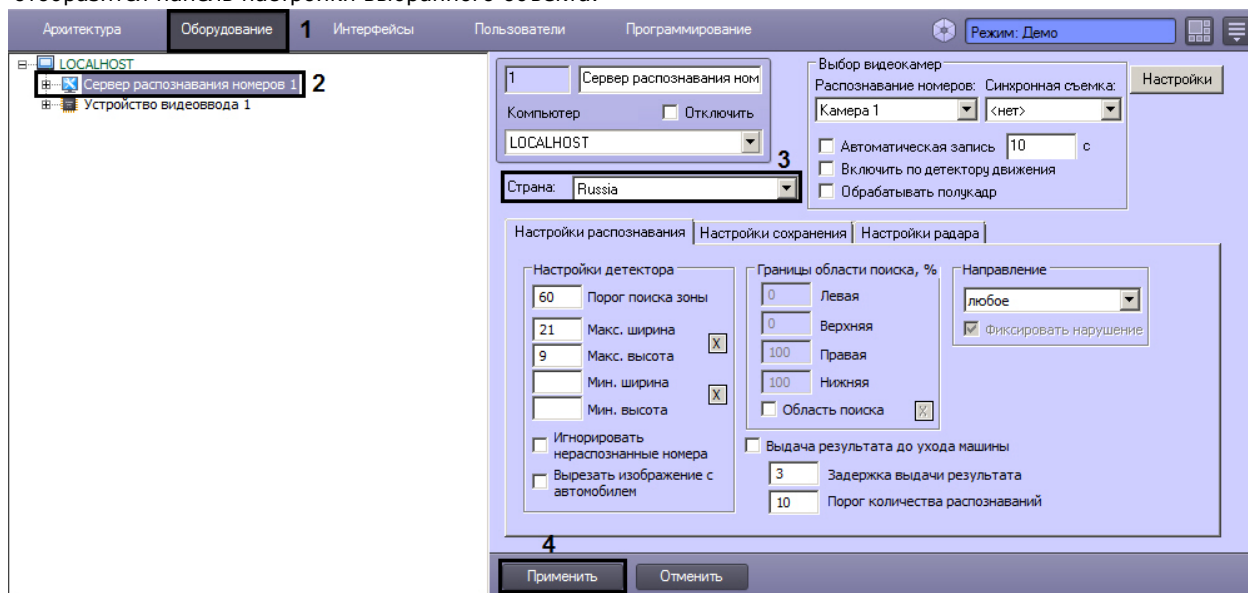 отобразится панель настройки выбранного объекта.
Архитектура Оборудование 1 Интерфейсы Пользователи Программирование Режим: Демо
LOCALHOST
Сервер распознавания номеров 1 2
Устройство видеоввода 1
1 Сервер распознавания ном
Компьютер Отключить
LOCALHOST
3
Страна: Russia
Выбор видеокамер
Распознавание номеров: Синхронная съемка:
Камера 1 <нет>
Автоматическая запись 10 с
Включить по детектору движения
Обрабатывать полукадр
Настройки
Настройки распознавания Настройки сохранения Настройки радара
Настройки детектора
60 Порог поиска зоны
21 Макс. ширина
X
9 Макс. высота
Мин. ширина
X
Мин. высота
Игнорировать
нераспознанные номера
Вырезать изображение с
автомобилем
Границы области поиска, %
0 Левая
0 Верхняя
100 Правая
100 Нижняя
Область поиска X
Направление
любое
Фиксировать нарушение
Выдача результата до ухода машины
3 Задержка выдачи результата
10 Порог количества распознаваний
4
Применить Отменить